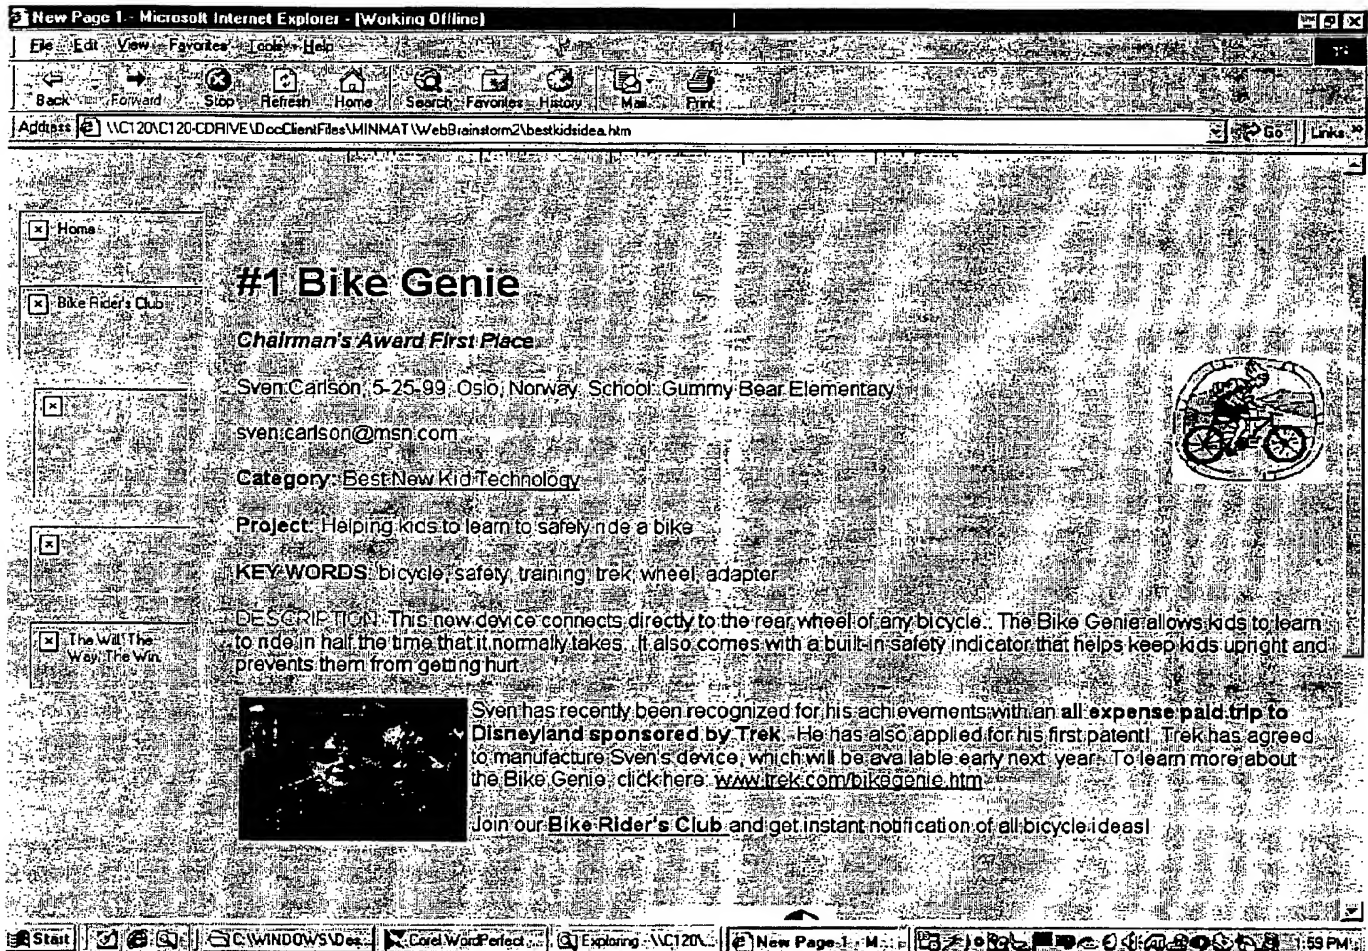 New Page 1 - Microsoft Internet Explorer - [Working Offline]
File Edit View Favorites Tools Help
Back Forward Stop Refresh Home Search Favorites History Mail Print
Address \\C120\C120-CDRIVE\DocClientFiles\MINMAT\WebBrainstorm2\bestkidsidea.htm Go Links
Home
Bike Rider's Club
The Will The
Way The Win
#1 Bike Genie
Chairman's Award First Place
Sven Carlson, 5-25-99, Oslo, Norway, School: Gummy Bear Elementary
sven.carlson@msn.com
Category: Best New Kid Technology
Project: Helping kids to learn to safely ride a bike
KEY WORDS: bicycle, safety, training, trek, wheel, adapter
DESCRIPTION: This new device connects directly to the rear wheel of any bicycle. The Bike Genie allows kids to learn
to ride in half the time that it normally takes. It also comes with a built-in safety indicator that helps keep kids upright and
prevents them from getting hurt.
Sven has recently been recognized for his achievements with an all expense paid trip to
Disneyland sponsored by Trek. He has also applied for his first patent! Trek has agreed
to manufacture Sven's device, which will be available early next year. To learn more about
the Bike Genie, click here: www.trek.com/bikegenie.htm
Join our Bike Rider's Club and get instant notification of all bicycle ideas!
Start C:\WINDOWS\Des... Corel WordPerfect ... Exploring - \\C120\... New Page 1 - M... :55 PM